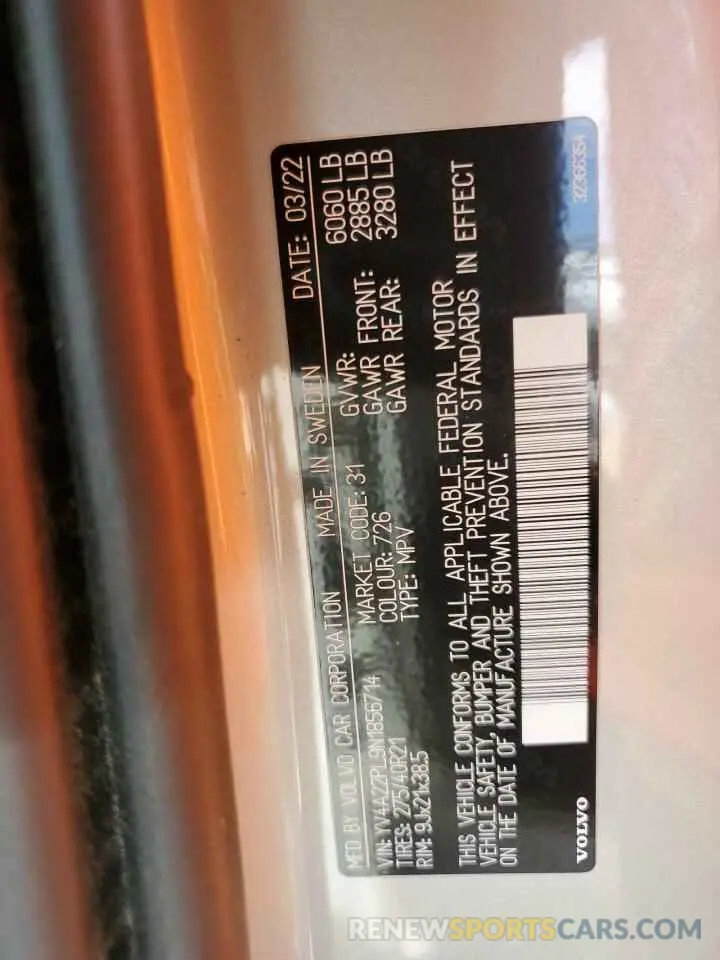 MFD BY VOLVO CAR CORPORATION MADE IN SWEDEN DATE: 03/22
VIN: YV4A22PL9N1856714
TIRES: 275/40R21
RIM: 9Jx21x38.5
MARKET CODE: 31
COLOUR: 726
TYPE: MPV
GVWR: 6060 LB
GAWR FRONT: 2885 LB
GAWR REAR: 3280 LB
THIS VEHICLE CONFORMS TO ALL APPLICABLE FEDERAL MOTOR
VEHICLE SAFETY, BUMPER AND THEFT PREVENTION STANDARDS IN EFFECT
ON THE DATE OF MANUFACTURE SHOWN ABOVE.
VOLVO
32366354
RENEWSPORTSCARS.COM